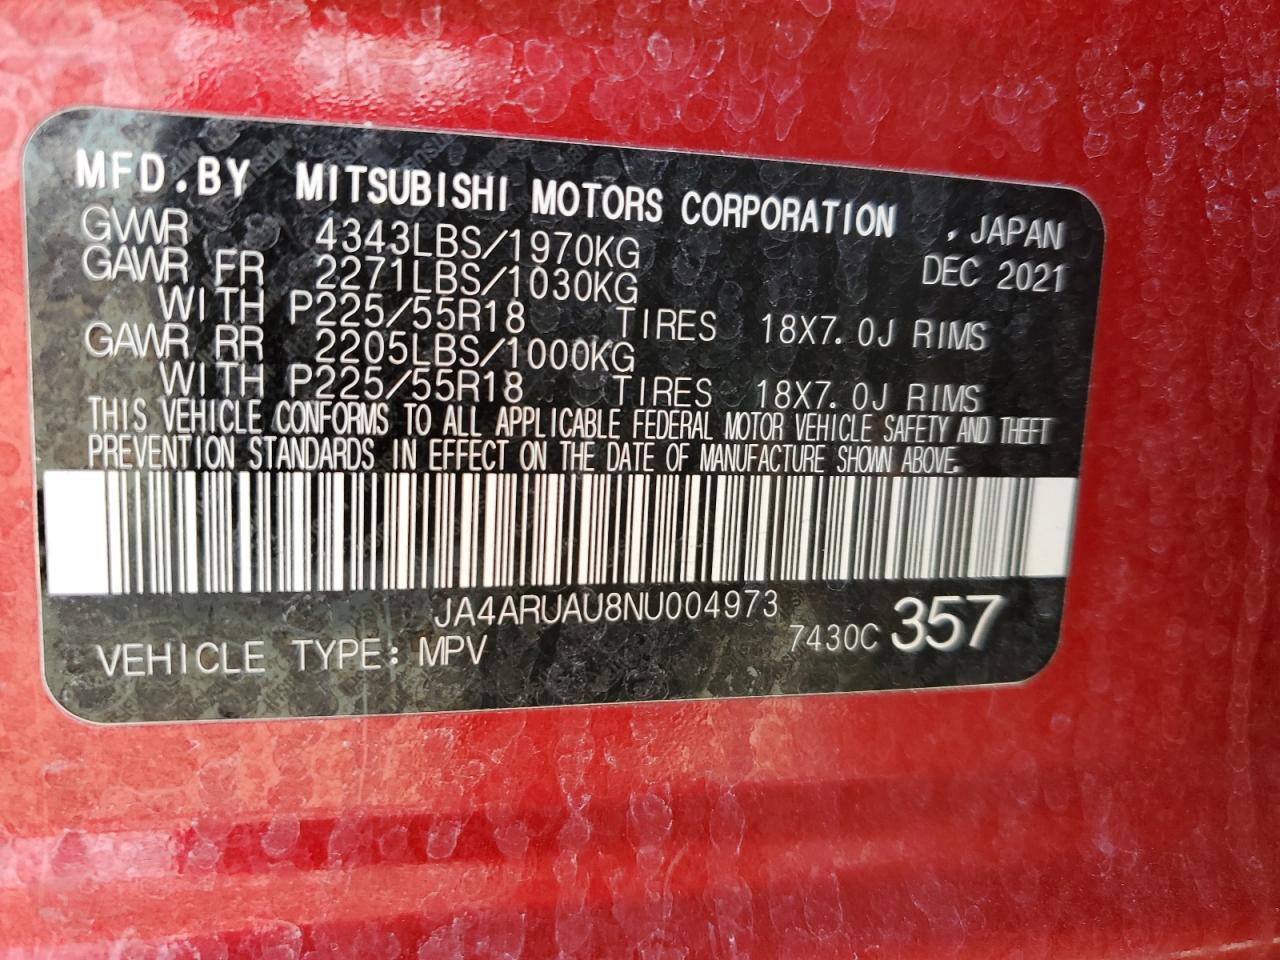 MFD.BY MITSUBISHI MOTORS CORPORATION , JAPAN
GVWR 4343LBS/1970KG DEC 2021
GAWR FR 2271LBS/1030KG
WITH P225/55R18 TIRES 18X7.0J RIMS
GAWR RR 2205LBS/1000KG
WITH P225/55R18 TIRES 18X7.0J RIMS
THIS VEHICLE CONFORMS TO ALL APPLICABLE FEDERAL MOTOR VEHICLE SAFETY AND THEFT
PREVENTION STANDARDS IN EFFECT ON THE DATE OF MANUFACTURE SHOWN ABOVE.
JA4ARUAU8NU004973
VEHICLE TYPE: MPV 7430C 357